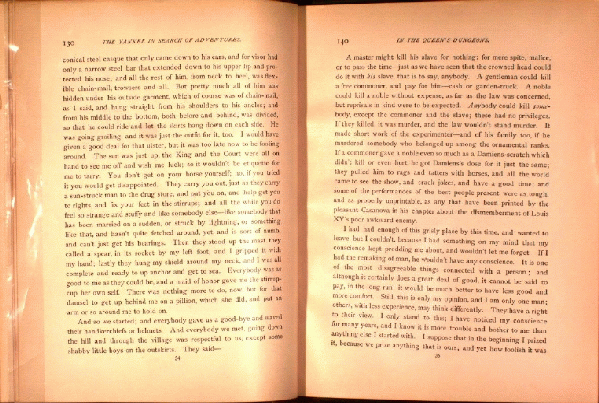 130
THE YANKEE IN SEARCH OF ADVENTURES.
conical steel casque that only came down to his ears, and for visor had
only a narrow steel bar that extended down to his upper lip and pro-
tected his nose; and all the rest of him, from neck to heel, was flex-
ible chain-mail, trowsers and all. But pretty much all of him was
hidden under his outside garment, which of course was of chain-mail,
as I said, and hung straight from his shoulders to his ancles; and
from his middle to the bottom, both before and behind, was divided,
so that he could ride and let the skirts hang down on each side. He
was going grailing, and it was just the outfit for it, too. I would have
given a good deal for that ulster, but it was too late now to be fooling
around. The sun was just up, the King and the Court were all on
hand to see me off and wish me luck; so it wouldn't be etiquette for
me to tarry. You don't get on your horse yourself; no, if you tried
it you would get disappointed. They carry you out, just as they carry
a sun-struck man to the drug store, and put you on, and help get you
to rights, and fix your feet in the stirrups; and all the while you do
feel so strange and stuffy and like somebody else—like somebody that
has been married on a sudden, or struck by lightning, or something
like that, and hasn't quite fetched around, yet, and is sort of numb,
and can't just get his bearings. Then they stood up the mast they
called a spear, in its socket by my left foot, and I gripped it with
my hand; lastly they hung my shield around my neck, and I was all
complete and ready to up anchor and get to sea. Everybody was as
good to me as they could be, and a maid of honor gave me the stirrup-
cup her own self. There was nothing more to do, now, but for that
damsel to get up behind me on a pillion, which she did, and put an
arm or so around me to hold on.
And so we started; and everybody gave us a good-bye and waved
their handkerchiefs or helmets. And everybody we met, going down
the hill and through the village was respectful to us, except some
shabby little boys on the outskirts. They said—
140
IN THE QUEEN'S DUNGEONS.
A master might kill his slave for nothing: for mere spite, malice,
or to pass the time—just as we have seen that the crowned head could
do it with his slave, that is to say, anybody. A gentleman could kill
a free commoner, and pay for him—cash or garden-truck. A noble
could kill a noble without expense, as far as the law was concerned,
but reprisals in kind were to be expected. Anybody could kill some-
body, except the commoner and the slave; these had no privileges.
If they killed it was murder, and the law wouldn't stand murder. It
made short work of the experimenter—and of his family too, if he
murdered somebody who belonged up among the ornamental ranks.
If a commoner gave a noble even so much as a Damiens-scratch which
didn't kill or even hurt, he got Damiens's dose for it just the same;
they pulled him to rags and tatters with horses, and all the world
came to see the show, and crack jokes, and have a good time; and
some of the performances of the best people present were as tough,
and as properly unprintable, as any that have been printed by the
pleasant Casanova in his chapter about the dismemberment of Louis
XV's poor awkward enemy.
I had had enough of this grisly place by this time, and wanted to
leave but I couldn't, because I had something on my mind that my
conscience kept prodding me about, and wouldn't let me forget. If I
had the remaking of man, he wouldn't have any conscience. It is one
of the most disagreeable things connected with a person; and
although it certainly does a great deal of good, it cannot be said to
pay, in the long run; it would be much better to have less good and
more comfort. Still, this is only my opinion, and I am only one man;
others, with less experience, may think differently. They have a right
to their view. I only stand to this: I have noticed my conscience
for many years, and I know it is more trouble and bother to me than
anything else I started with. I suppose that in the beginning I prized
it, because we prize anything that is ours, and yet how foolish it was